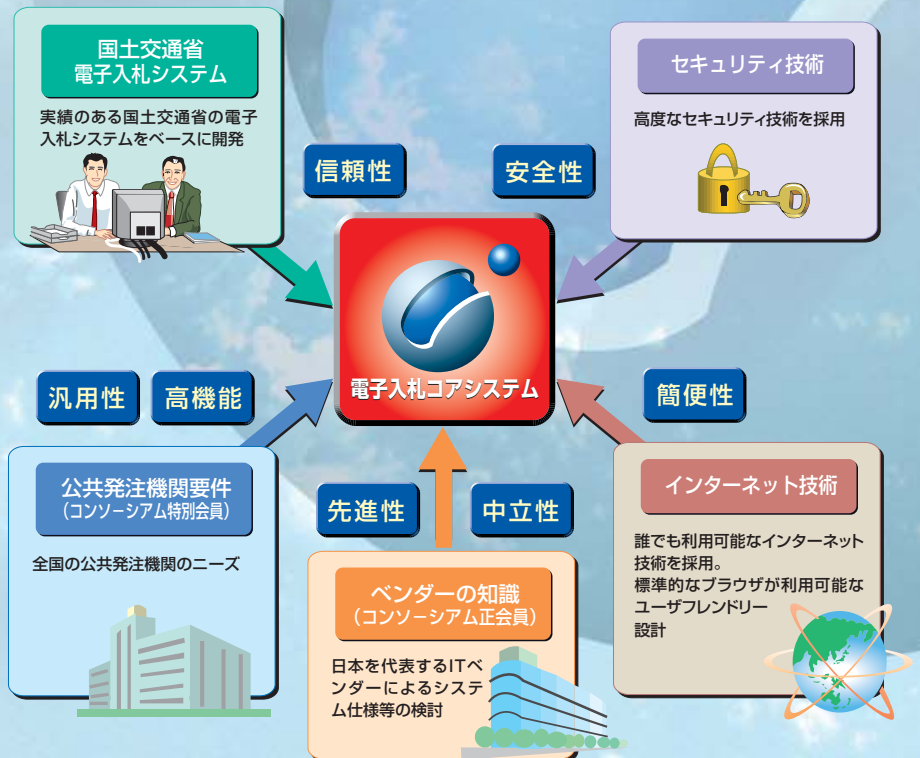 国土交通省
電子入札システム
実績のある国土交通省の電子
入札システムをベースに開発
セキュリティ技術
高度なセキュリティ技術を採用
信頼性
安全性
電子入札コアシステム
汎用性
高機能
簡便性
公共発注機関要件
(コンソーシアム特別会員)
全国の公共発注機関のニーズ
先進性
中立性
ベンダーの知識
(コンソーシアム正会員)
日本を代表するITベ
ンダーによるシステ
ム仕様等の検討
インターネット技術
誰でも利用可能なインターネット
技術を採用。
標準的なブラウザが利用可能な
ユーザフレンドリー
設計